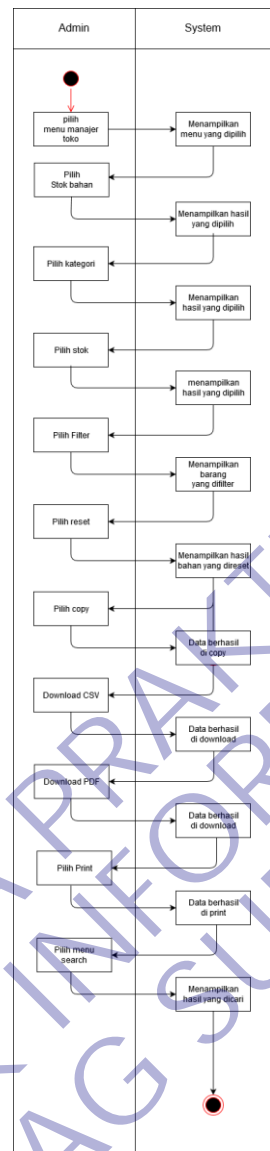 Admin
System
pilih
menu manajer
toko
Menampilkan
menu yang dipilih
Pilih
Stok bahan
Menampilkan hasil
yang dipilih
Pilih kategori
Menampilkan
hasil yang dipilih
Pilih stok
menampilkan
hasil yang dipilih
Pilih Filter
Menampilkan
barang
yang difilter
Pilih reset
Menampilkan hasil
bahan yang direset
Pilih copy
Data berhasil
di copy
Download CSV
Data berhasil
di download
Download PDF
Data berhasil
di download
Pilih Print
Data berhasil
di print
Pilih menu
search
Menampilkan
hasil yang dicari